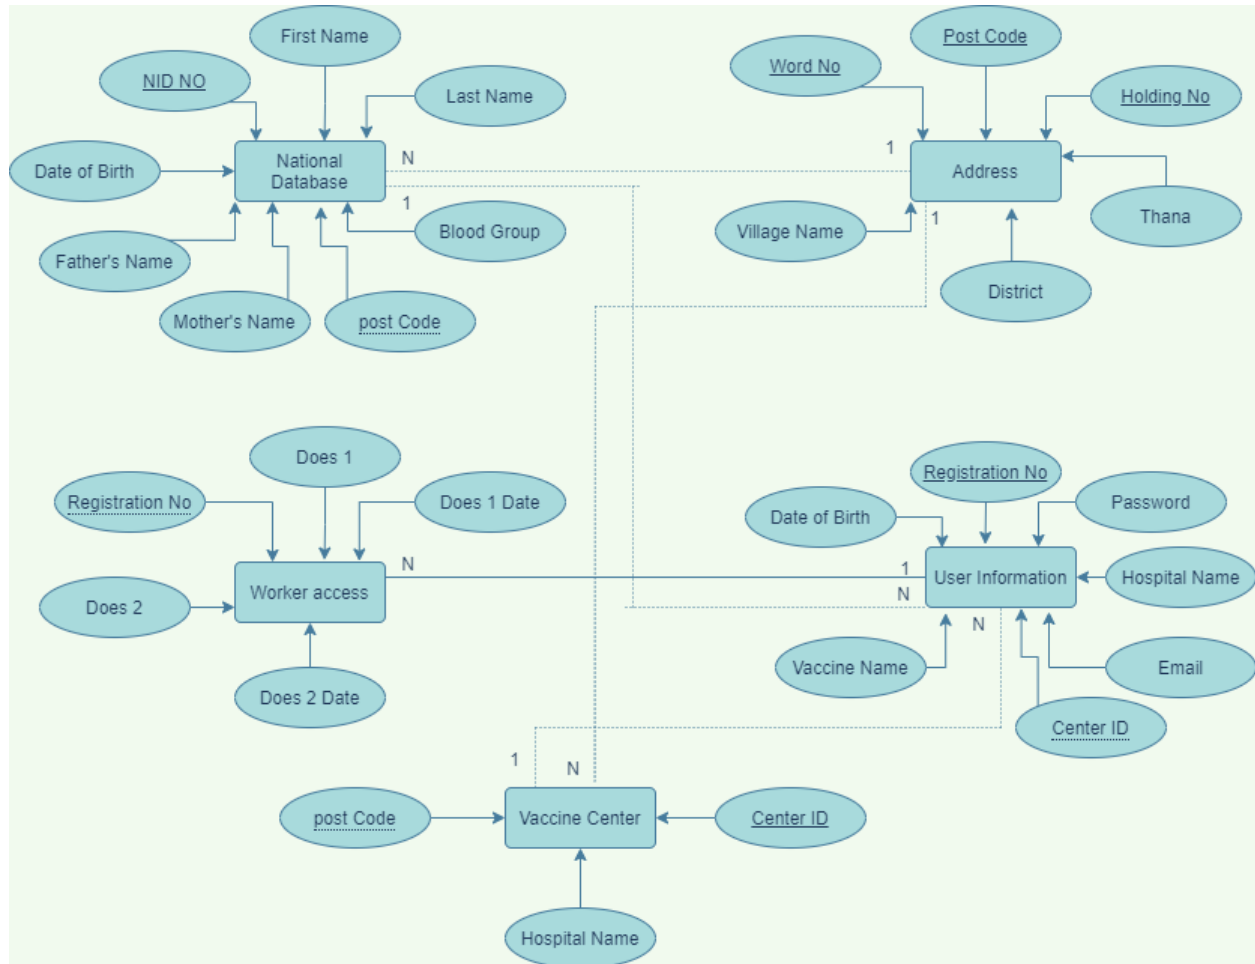 First Name
Post Code
Word No
NID NO
Last Name
Holding No
N
1
National
Database
Address
Date of Birth
1
1
Thana
Blood Group
Village Name
Father's Name
District
Mother's Name
post Code
Does 1
Registration No
Registration No
Does 1 Date
Password
Date of Birth
N
1
Worker access
User Information
Hospital Name
N
Does 2
N
Vaccine Name
Email
Does 2 Date
Center ID
1
N
post Code
Vaccine Center
Center ID
Hospital Name